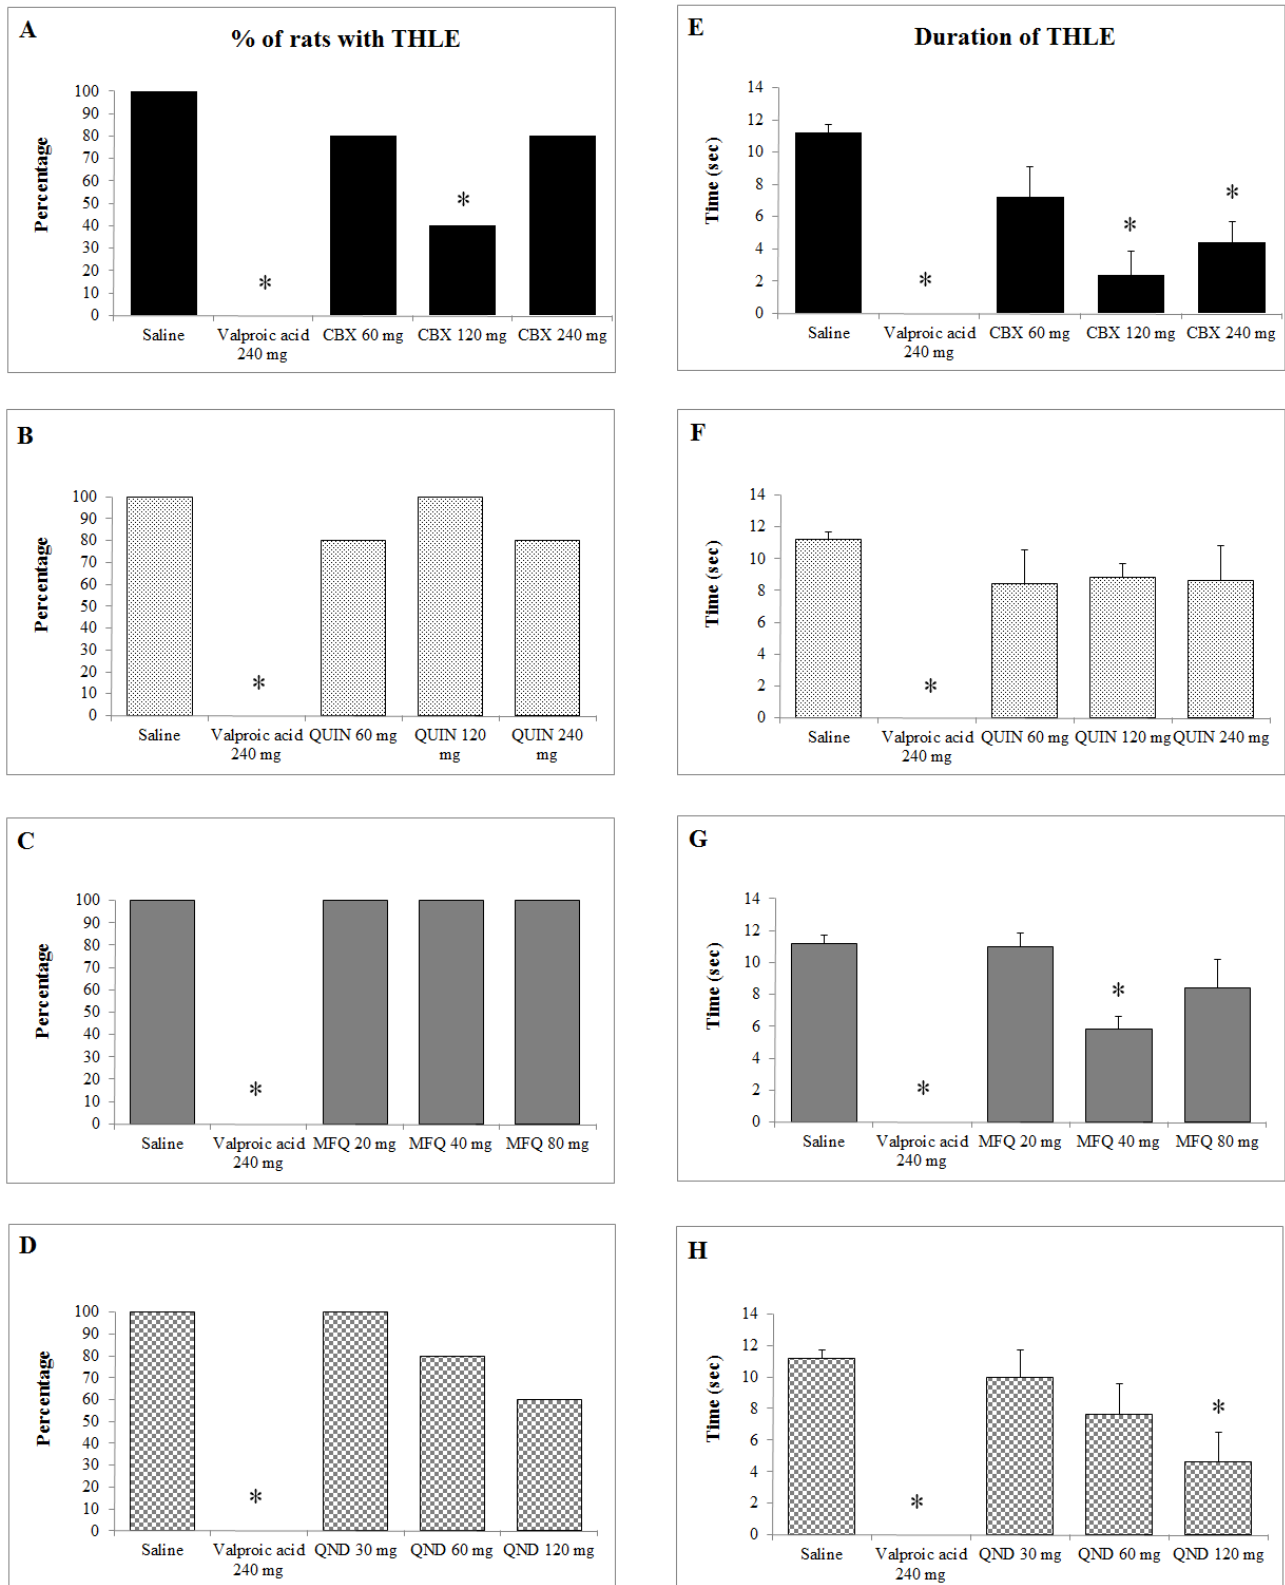 A
% of rats with THLE
Percentage
100
90
80
70
60
50
40
30
20
10
0
*
*
Saline
Valproic acid
240 mg
CBX 60 mg
CBX 120 mg
CBX 240 mg
E
Duration of THLE
Time (sec)
14
12
10
8
6
4
2
0
*
*
*
Saline
Valproic acid
240 mg
CBX 60 mg
CBX 120 mg
CBX 240 mg
B
Percentage
100
90
80
70
60
50
40
30
20
10
0
*
Saline
Valproic acid
240 mg
QUIN 60 mg
QUIN 120
mg
QUIN 240
mg
F
Time (sec)
14
12
10
8
6
4
2
0
*
Saline
Valproic acid
240 mg
QUIN 60 mg
QUIN 120 mg
QUIN 240 mg
C
Percentage
100
90
80
70
60
50
40
30
20
10
0
*
Saline
Valproic acid
240 mg
MFQ 20 mg
MFQ 40 mg
MFQ 80 mg
G
Time (sec)
14
12
10
8
6
4
2
0
*
*
Saline
Valproic acid
240 mg
MFQ 20 mg
MFQ 40 mg
MFQ 80 mg
D
Percentage
100
90
80
70
60
50
40
30
20
10
0
*
Saline
Valproic acid
240 mg
QND 30 mg
QND 60 mg
QND 120 mg
H
Time (sec)
14
12
10
8
6
4
2
0
*
*
Saline
Valproic acid
240 mg
QND 30 mg
QND 60 mg
QND 120 mg